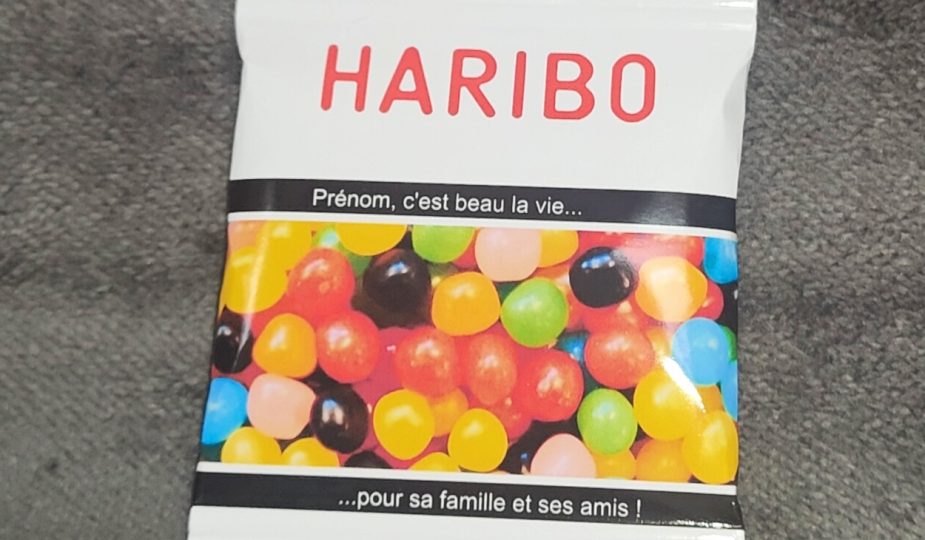 HARIBO
Prénom, c'est beau la vie...
...pour sa famille et ses amis !